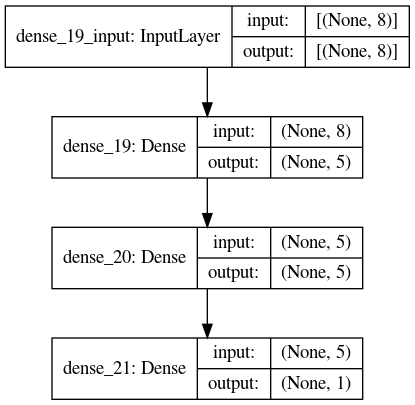 dense_19_input: InputLayer
input: [(None, 8)]
output: [(None, 8)]
dense_19: Dense
input: (None, 8)
output: (None, 5)
dense_20: Dense
input: (None, 5)
output: (None, 5)
dense_21: Dense
input: (None, 5)
output: (None, 1)